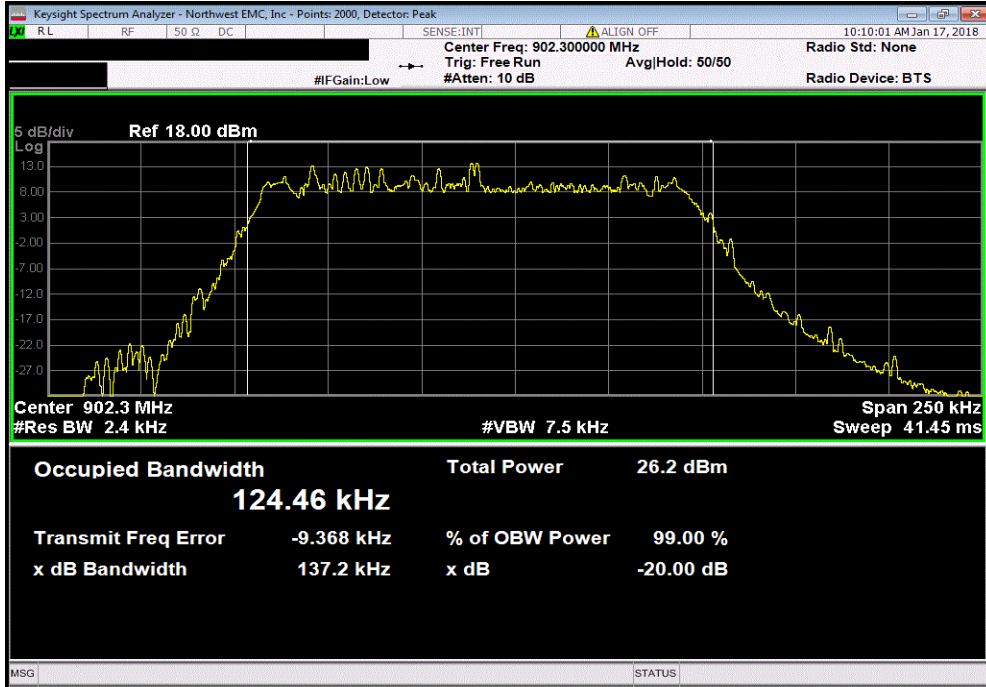 Keysight Spectrum Analyzer - Northwest EMC, Inc - Points: 2000, Detector: Peak
LXI RL RF 50 Ω DC SENSE:INT ALIGN OFF 10:10:01 AM Jan 17, 2018
Center Freq: 902.300000 MHz Radio Std: None
Trig: Free Run Avg|Hold: 50/50
#IFGain:Low #Atten: 10 dB Radio Device: BTS
5 dB/div Ref 18.00 dBm
Log
13.0
8.00
3.00
-2.00
-7.00
-12.0
-17.0
-22.0
-27.0
Center 902.3 MHz Span 250 kHz
#Res BW 2.4 kHz #VBW 7.5 kHz Sweep 41.45 ms
Occupied Bandwidth Total Power 26.2 dBm
124.46 kHz
Transmit Freq Error -9.368 kHz % of OBW Power 99.00 %
x dB Bandwidth 137.2 kHz x dB -20.00 dB
MSG STATUS